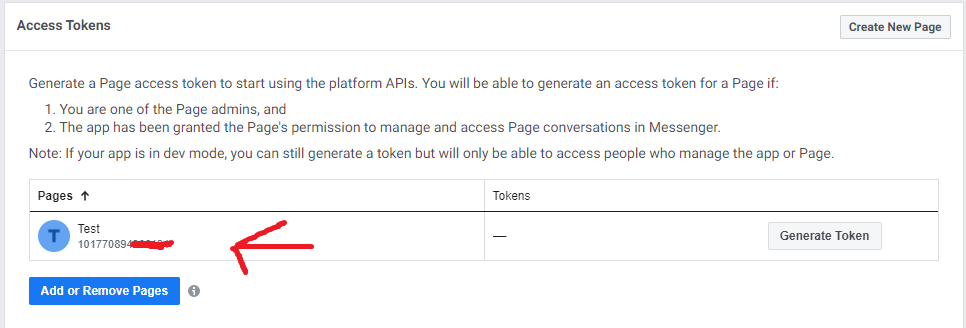 Access Tokens
Create New Page
Generate a Page access token to start using the platform APIs. You will be able to generate an access token for a Page if:
1. You are one of the Page admins, and
2. The app has been granted the Page's permission to manage and access Page conversations in Messenger.
Note: If your app is in dev mode, you can still generate a token but will only be able to access people who manage the app or Page.
Pages ↑ Tokens
T Test
101770894
— Generate Token
Add or Remove Pages